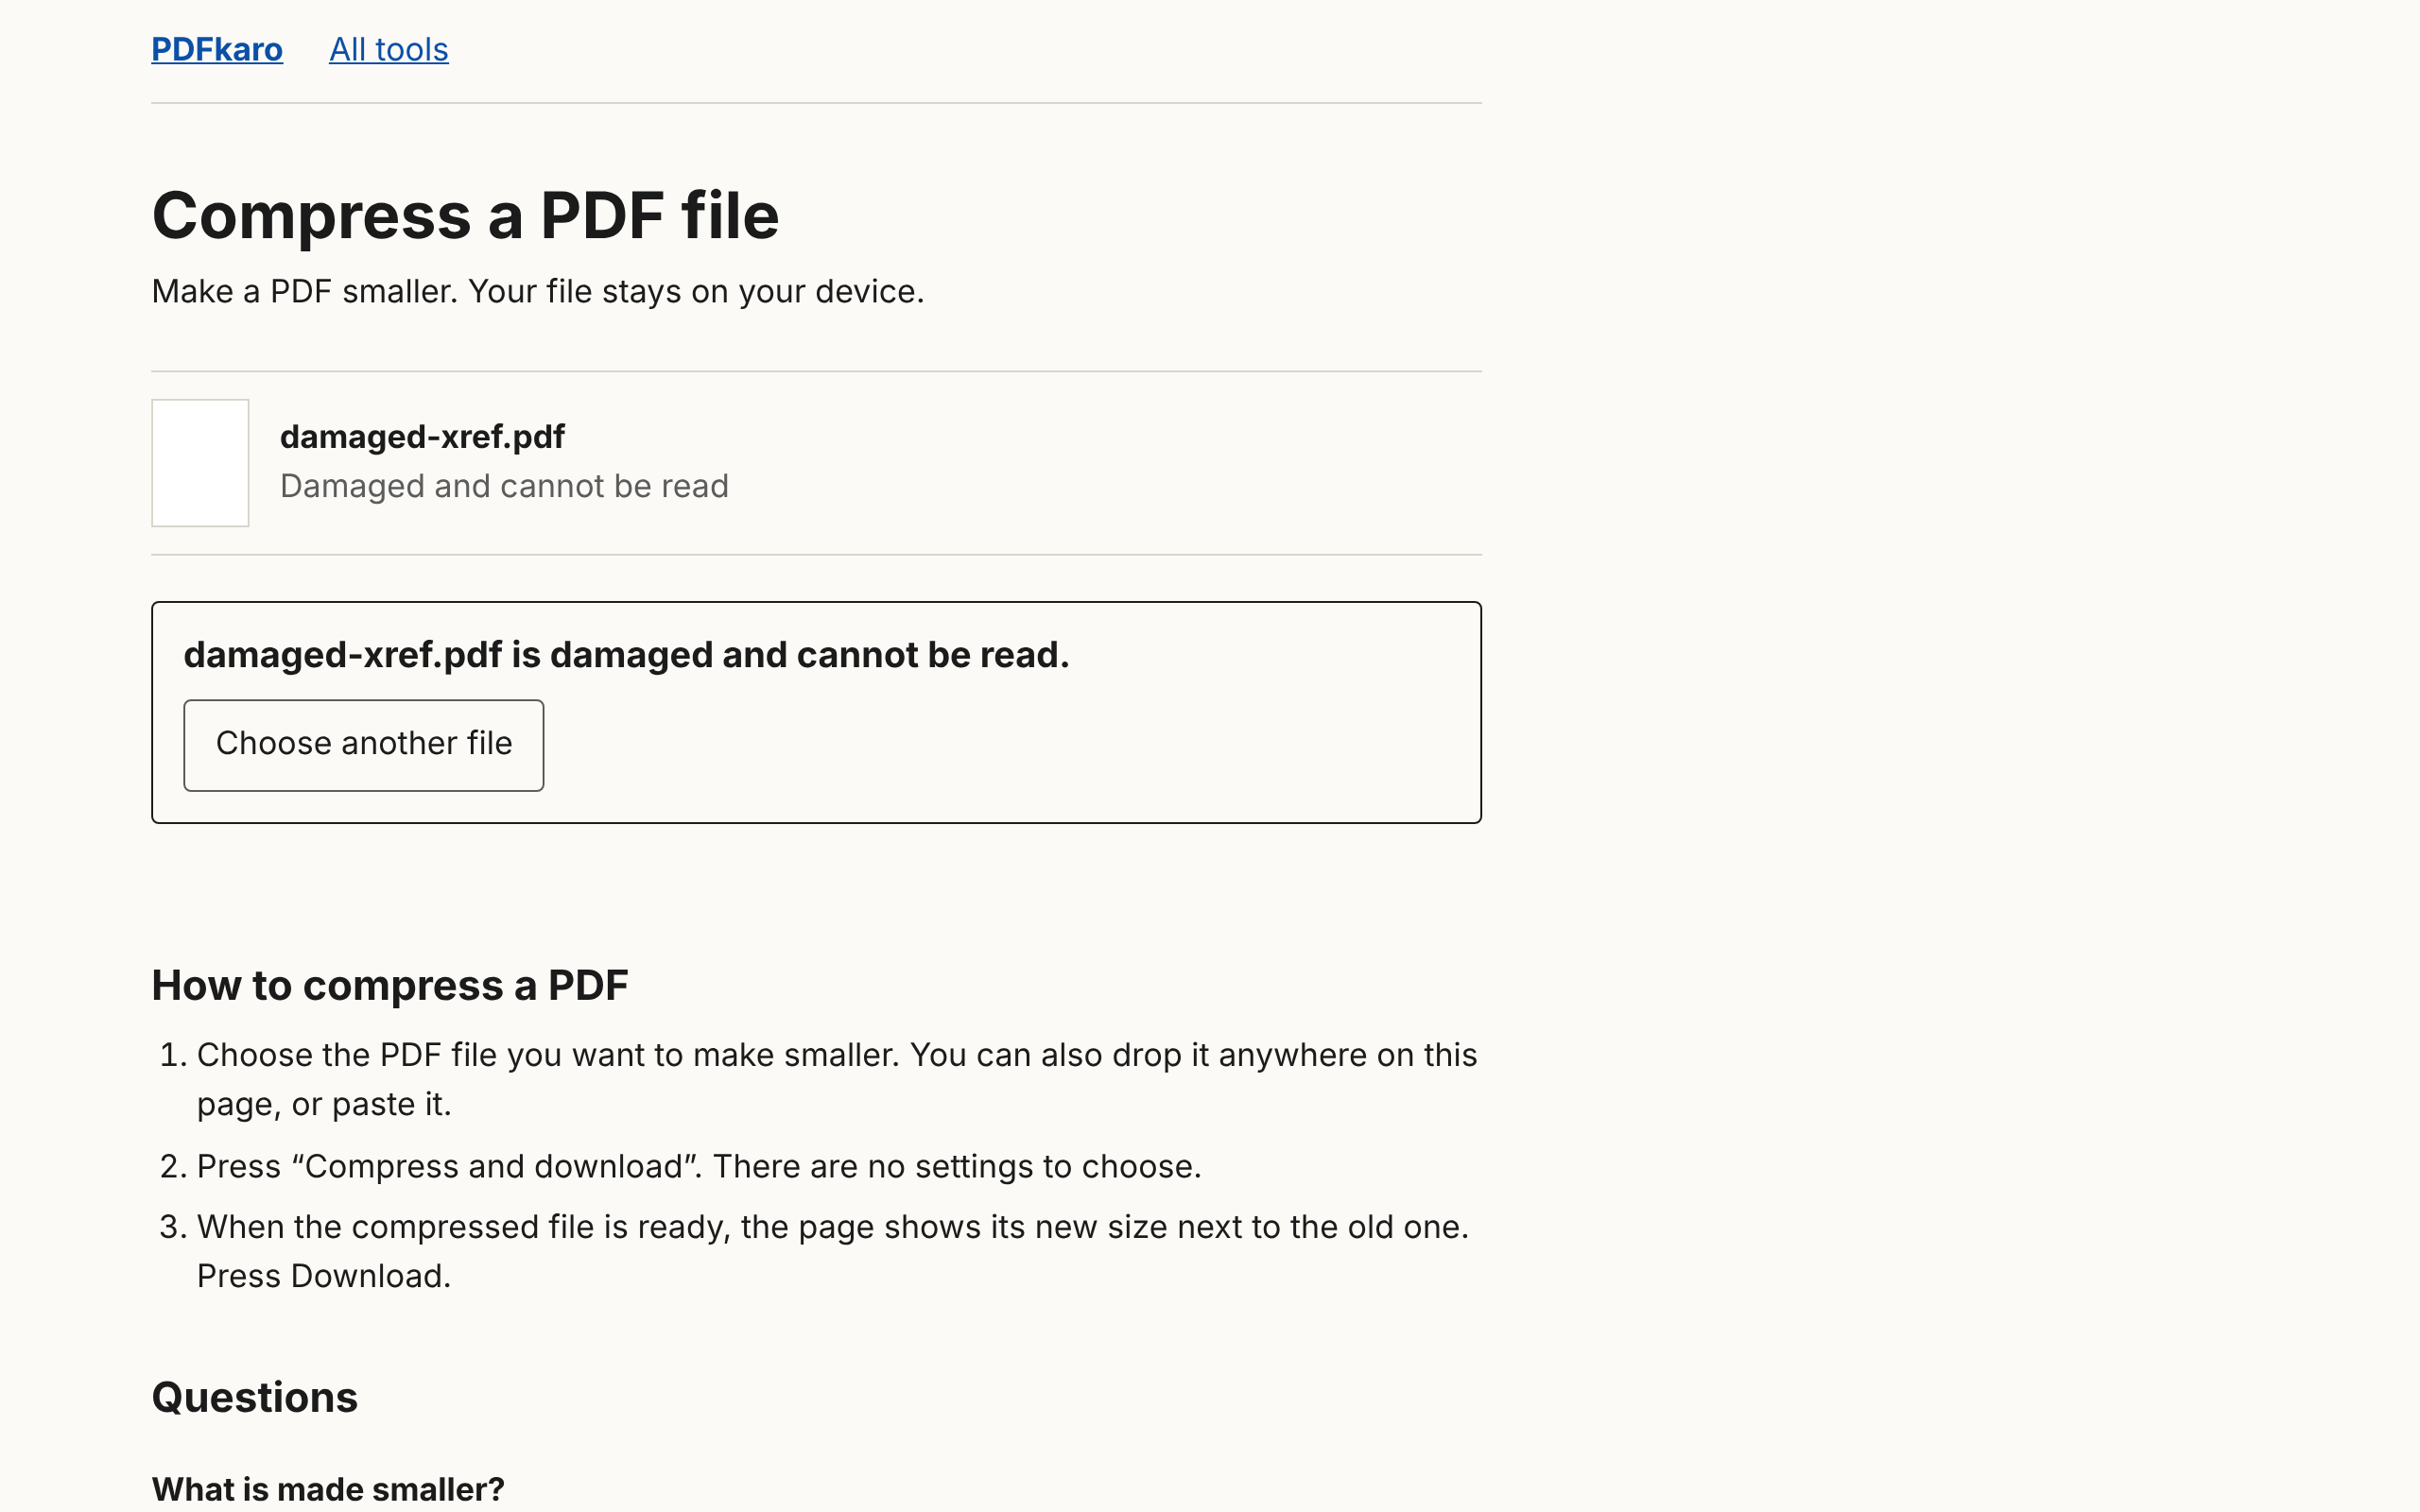 PDFkaro All tools
Compress a PDF file
Make a PDF smaller. Your file stays on your device.
damaged-xref.pdf
Damaged and cannot be read
damaged-xref.pdf is damaged and cannot be read.
Choose another file
How to compress a PDF
1. Choose the PDF file you want to make smaller. You can also drop it anywhere on this
page, or paste it.
2. Press “Compress and download”. There are no settings to choose.
3. When the compressed file is ready, the page shows its new size next to the old one.
Press Download.
Questions
What is made smaller?